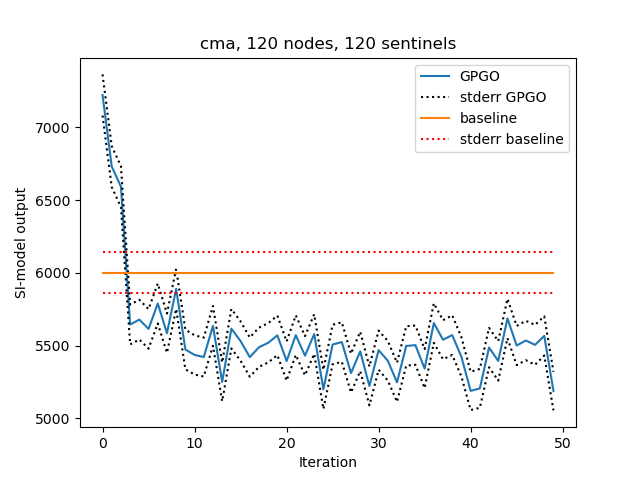 cma, 120 nodes, 120 sentinels
GPGO
stderr GPGO
baseline
stderr baseline
SI-model output
7000
6500
6000
5500
5000
0 10 20 30 40 50
Iteration